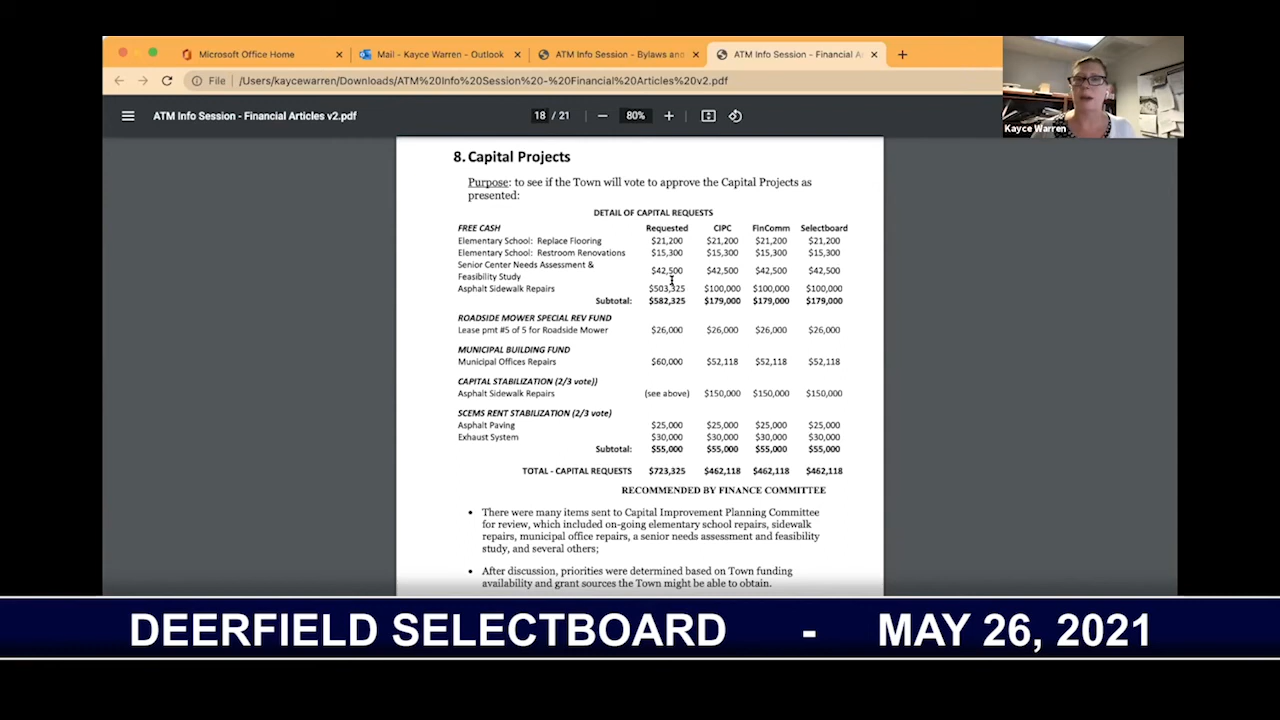 Microsoft Office Home
Mail - Kayce Warren - Outlook
ATM Info Session - Bylaws and
ATM Info Session - Financial A
File /Users/kaycewarren/Downloads/ATM%20Info%20Session%20-%20Financial%20Articles%20v2.pdf
Kayce Warren
ATM Info Session - Financial Articles v2.pdf
18 / 21
80%
8. Capital Projects
Purpose: to see if the Town will vote to approve the Capital Projects as
presented:
DETAIL OF CAPITAL REQUESTS
FREE CASH Requested CIPC FinComm Selectboard
Elementary School: Replace Flooring $21,200 $21,200 $21,200 $21,200
Elementary School: Restroom Renovations $15,300 $15,300 $15,300 $15,300
Senior Center Needs Assessment &
Feasibility Study $42,500 $42,500 $42,500 $42,500
Asphalt Sidewalk Repairs $503,325 $100,000 $100,000 $100,000
Subtotal: $582,325 $179,000 $179,000 $179,000
ROADSIDE MOWER SPECIAL REV FUND
Lease pmt #5 of 5 for Roadside Mower $26,000 $26,000 $26,000 $26,000
MUNICIPAL BUILDING FUND
Municipal Offices Repairs $60,000 $52,118 $52,118 $52,118
CAPITAL STABILIZATION (2/3 vote))
Asphalt Sidewalk Repairs (see above) $150,000 $150,000 $150,000
SCEMS RENT STABILIZATION (2/3 vote)
Asphalt Paving $25,000 $25,000 $25,000 $25,000
Exhaust System $30,000 $30,000 $30,000 $30,000
Subtotal: $55,000 $55,000 $55,000 $55,000
TOTAL - CAPITAL REQUESTS $723,325 $462,118 $462,118 $462,118
RECOMMENDED BY FINANCE COMMITTEE
• There were many items sent to Capital Improvement Planning Committee
for review, which included on-going elementary school repairs, sidewalk
repairs, municipal office repairs, a senior needs assessment and feasibility
study, and several others;
• After discussion, priorities were determined based on Town funding
availability and grant sources the Town might be able to obtain.
DEERFIELD SELECTBOARD - MAY 26, 2021